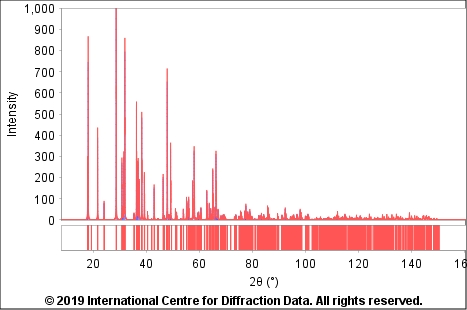 1,000
900
800
700
600
500
400
300
200
100
0
Intensity
20 40 60 80 100 120 140 16
2θ (°)
© 2019 International Centre for Diffraction Data. All rights reserved.